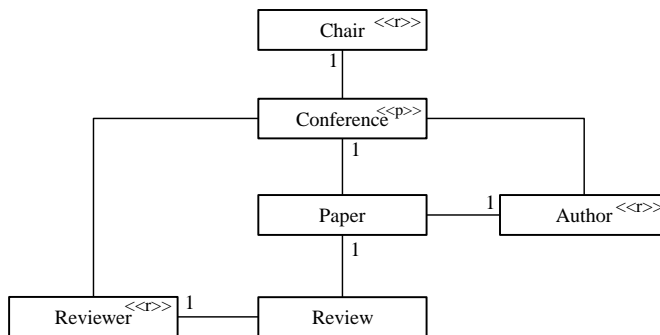 <<r>>
Chair
1
<<p>>
Conference
1
Paper
1
<<r>>
Author
1
<<r>>
Reviewer
1
Review